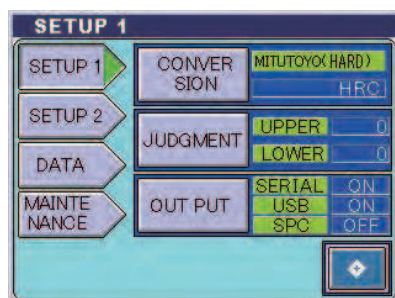 SETUP 1
SETUP 1
SETUP 2
DATA
MAINTE
NANCE
CONVER
SION
MITUTOYO(HARD)
HRC
JUDGMENT
UPPER 0
LOWER 0
OUT PUT
SERIAL ON
USB ON
SPC OFF